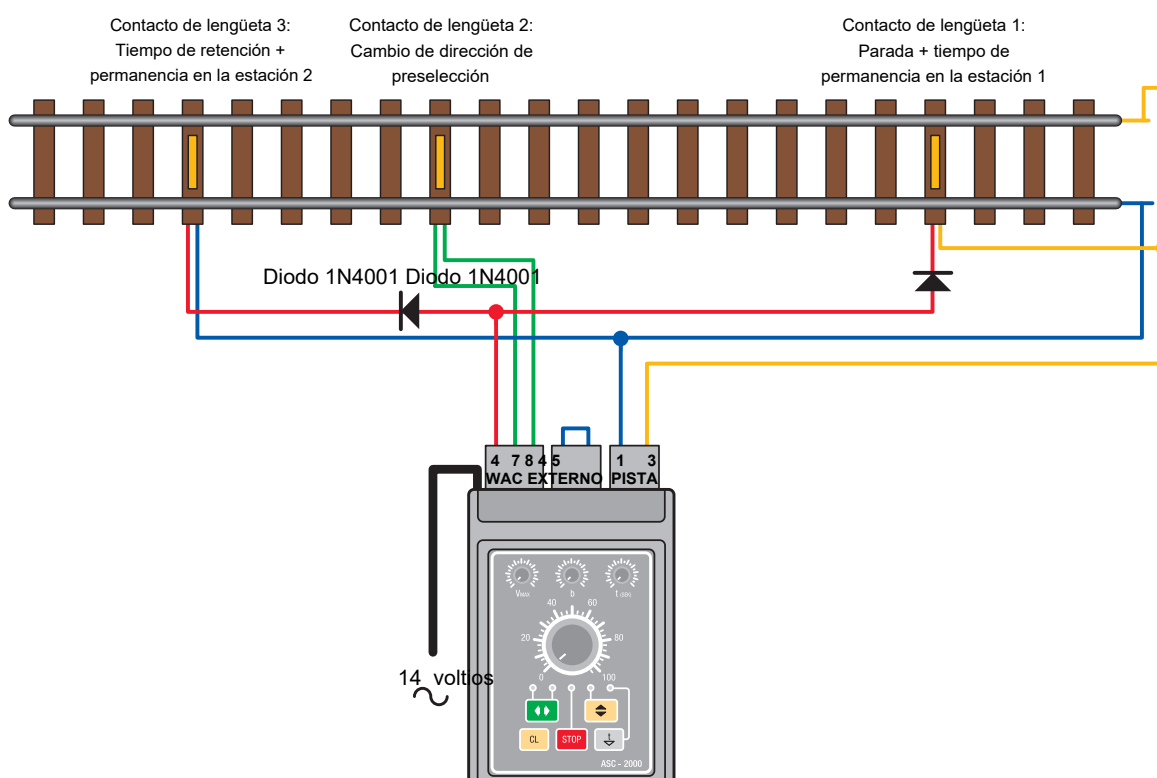 Contacto de lengüeta 3:
Tiempo de retención +
permanencia en la estación 2
Contacto de lengüeta 2:
Cambio de dirección de
preselección
Contacto de lengüeta 1:
Parada + tiempo de
permanencia en la estación 1
Diodo 1N4001 Diodo 1N4001
4 7 8 4 5 1 3
WAC EXTERNO PISTA
VMAX b t (SEK)
40 60
20 80
0 100
14 voltios
CL STOP
ASC - 2000